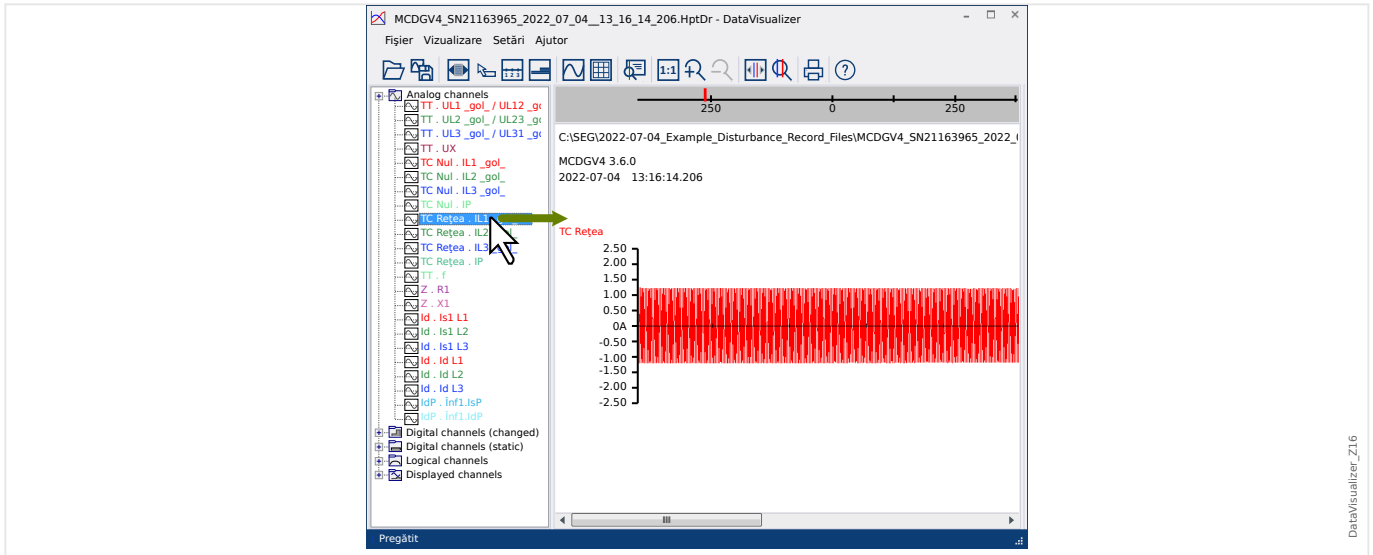 MCDGV4_SN21163965_2022_07_04__13_16_14_206.HptDr - DataVisualizer
Fișier Vizualizare Setări Ajutor
1 2 3
1:1
?
Analog channels
TT . UL1 _gol_ / UL12 _go
TT . UL2 _gol_ / UL23 _go
TT . UL3 _gol_ / UL31 _go
TT . UX
TC Nul . IL1 _gol_
TC Nul . IL2 _gol_
TC Nul . IL3 _gol_
TC Nul . IP
TC Rețea . IL1
TC Rețea . IL2
TC Rețea . IL3 _gol_
TC Rețea . IP
TT . f
Z . R1
Z . X1
Id . Is1 L1
Id . Is1 L2
Id . Is1 L3
Id . Id L1
Id . Id L2
Id . Id L3
IdP . Înf1.IsP
IdP . Înf1.IdP
Digital channels (changed)
Digital channels (static)
Logical channels
Displayed channels
250 0 250
C:\SEG\2022-07-04_Example_Disturbance_Record_Files\MCDGV4_SN21163965_2022_
MCDGV4 3.6.0
2022-07-04 13:16:14.206
TC Rețea
2.50
2.00
1.50
1.00
0.50
0A
-0.50
-1.00
-1.50
-2.00
-2.50
Pregătit
DataVisualizer_Z16